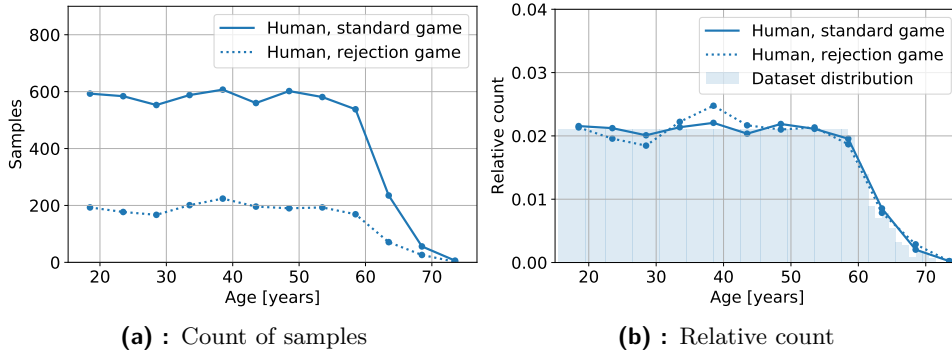 800
600
400
200
0
Samples
20 30 40 50 60 70
Age [years]
Human, standard game
Human, rejection game
(a) : Count of samples
0.04
0.03
0.02
0.01
0.00
Relative count
20 30 40 50 60 70
Age [years]
Human, standard game
Human, rejection game
Dataset distribution
(b) : Relative count